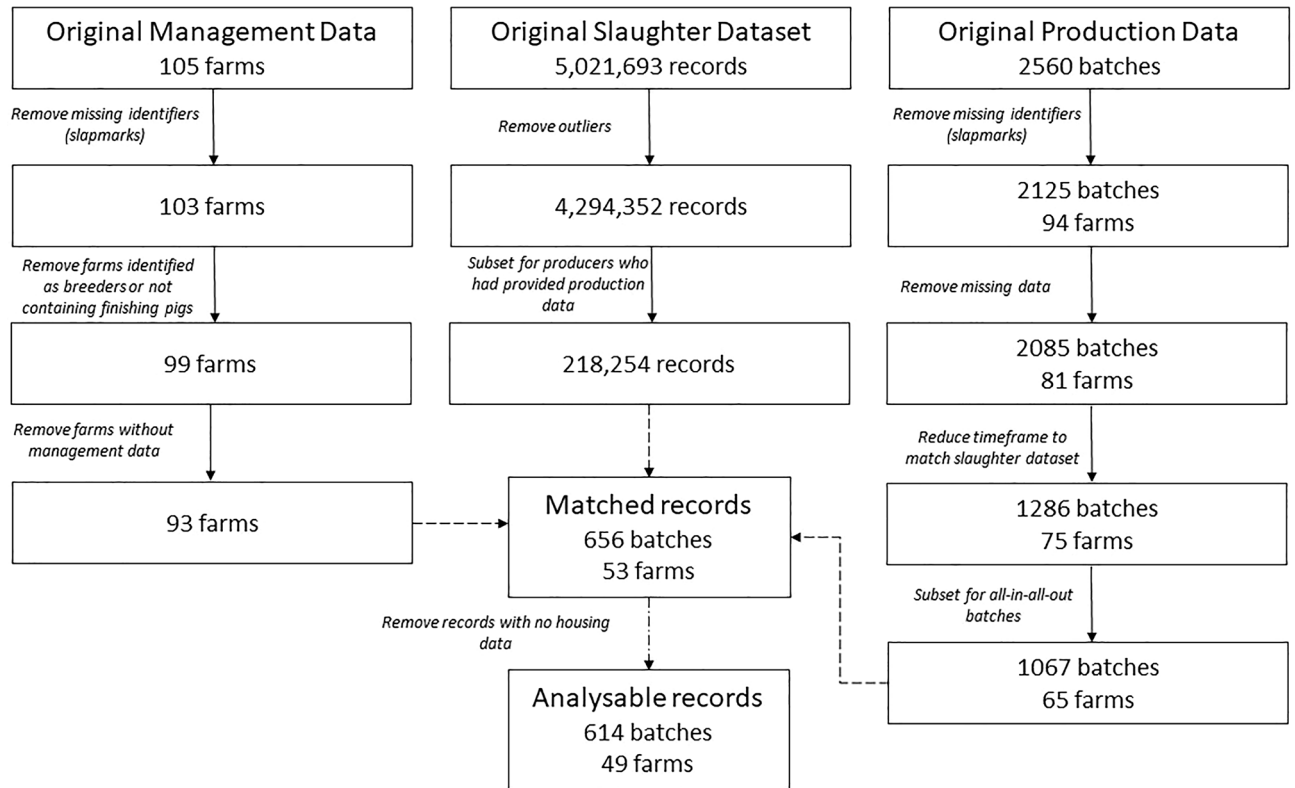 Original Management Data
105 farms
Remove missing identifiers
(slapmarks)
103 farms
Remove farms identified
as breeders or not
containing finishing pigs
99 farms
Remove farms without
management data
93 farms
Original Slaughter Dataset
5,021,693 records
Remove outliers
4,294,352 records
Subset for producers who
had provided production
data
218,254 records
Original Production Data
2560 batches
Remove missing identifiers
(slapmarks)
2125 batches
94 farms
Remove missing data
2085 batches
81 farms
Reduce timeframe to
match slaughter dataset
1286 batches
75 farms
Subset for all-in-all-out
batches
1067 batches
65 farms
Matched records
656 batches
53 farms
Remove records with no housing
data
Analysable records
614 batches
49 farms